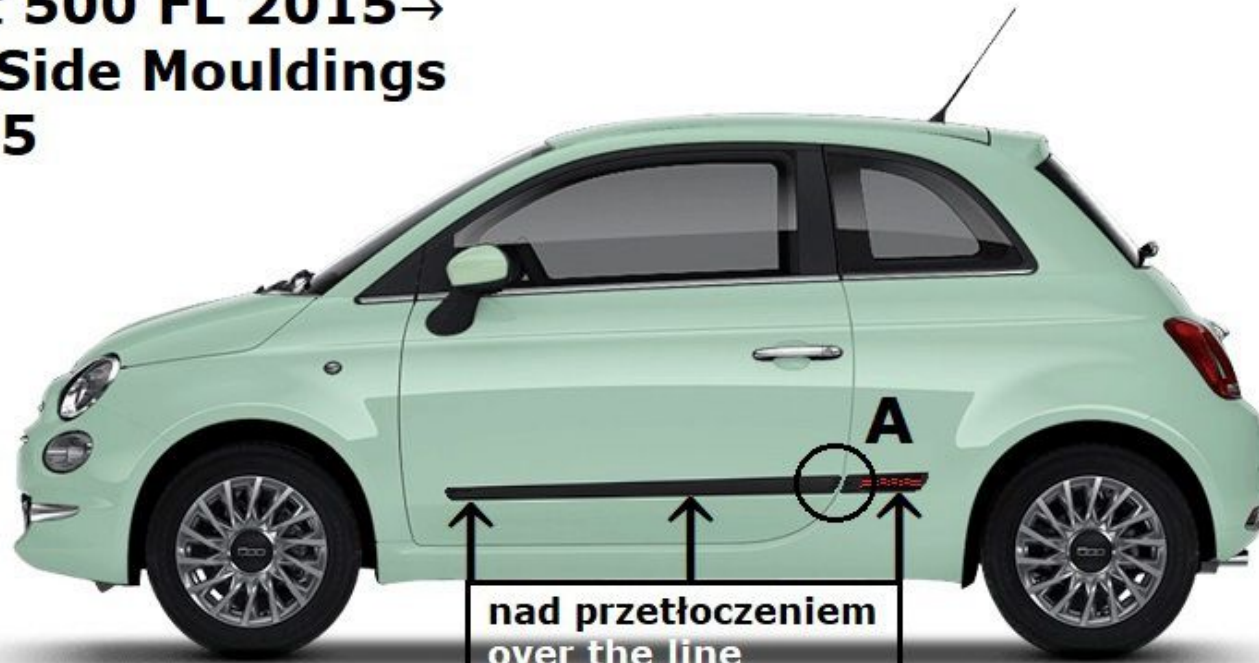 500 FL 2015→
Side Mouldings
5
A
nad przetłoczeniem
over the line